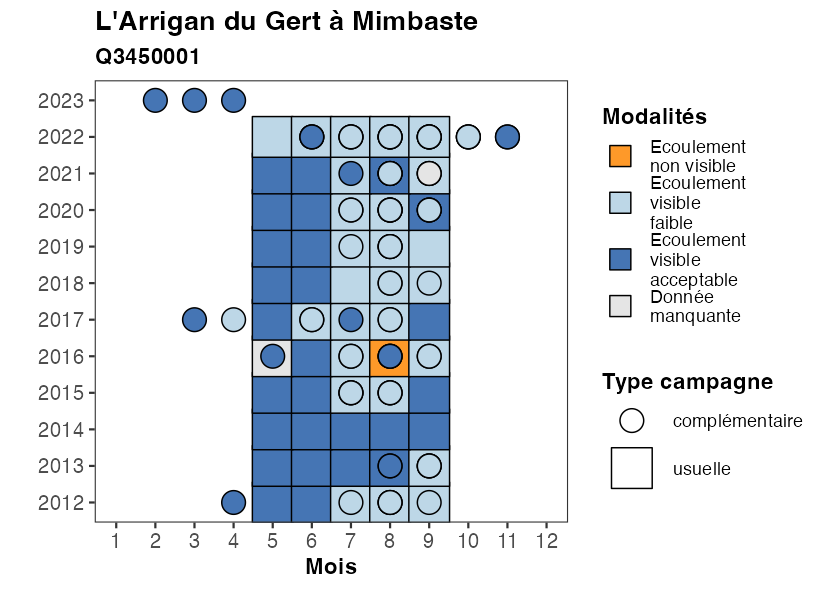 L'Arrigan du Gert à Mimbaste
Q3450001
2023
2022
2021
2020
2019
2018
2017
2016
2015
2014
2013
2012
1 2 3 4 5 6 7 8 9 10 11 12
Mois
Modalités
Ecoulement
non visible
Ecoulement
visible
faible
Ecoulement
visible
acceptable
Donnée
manquante
Type campagne
complémentaire
usuelle